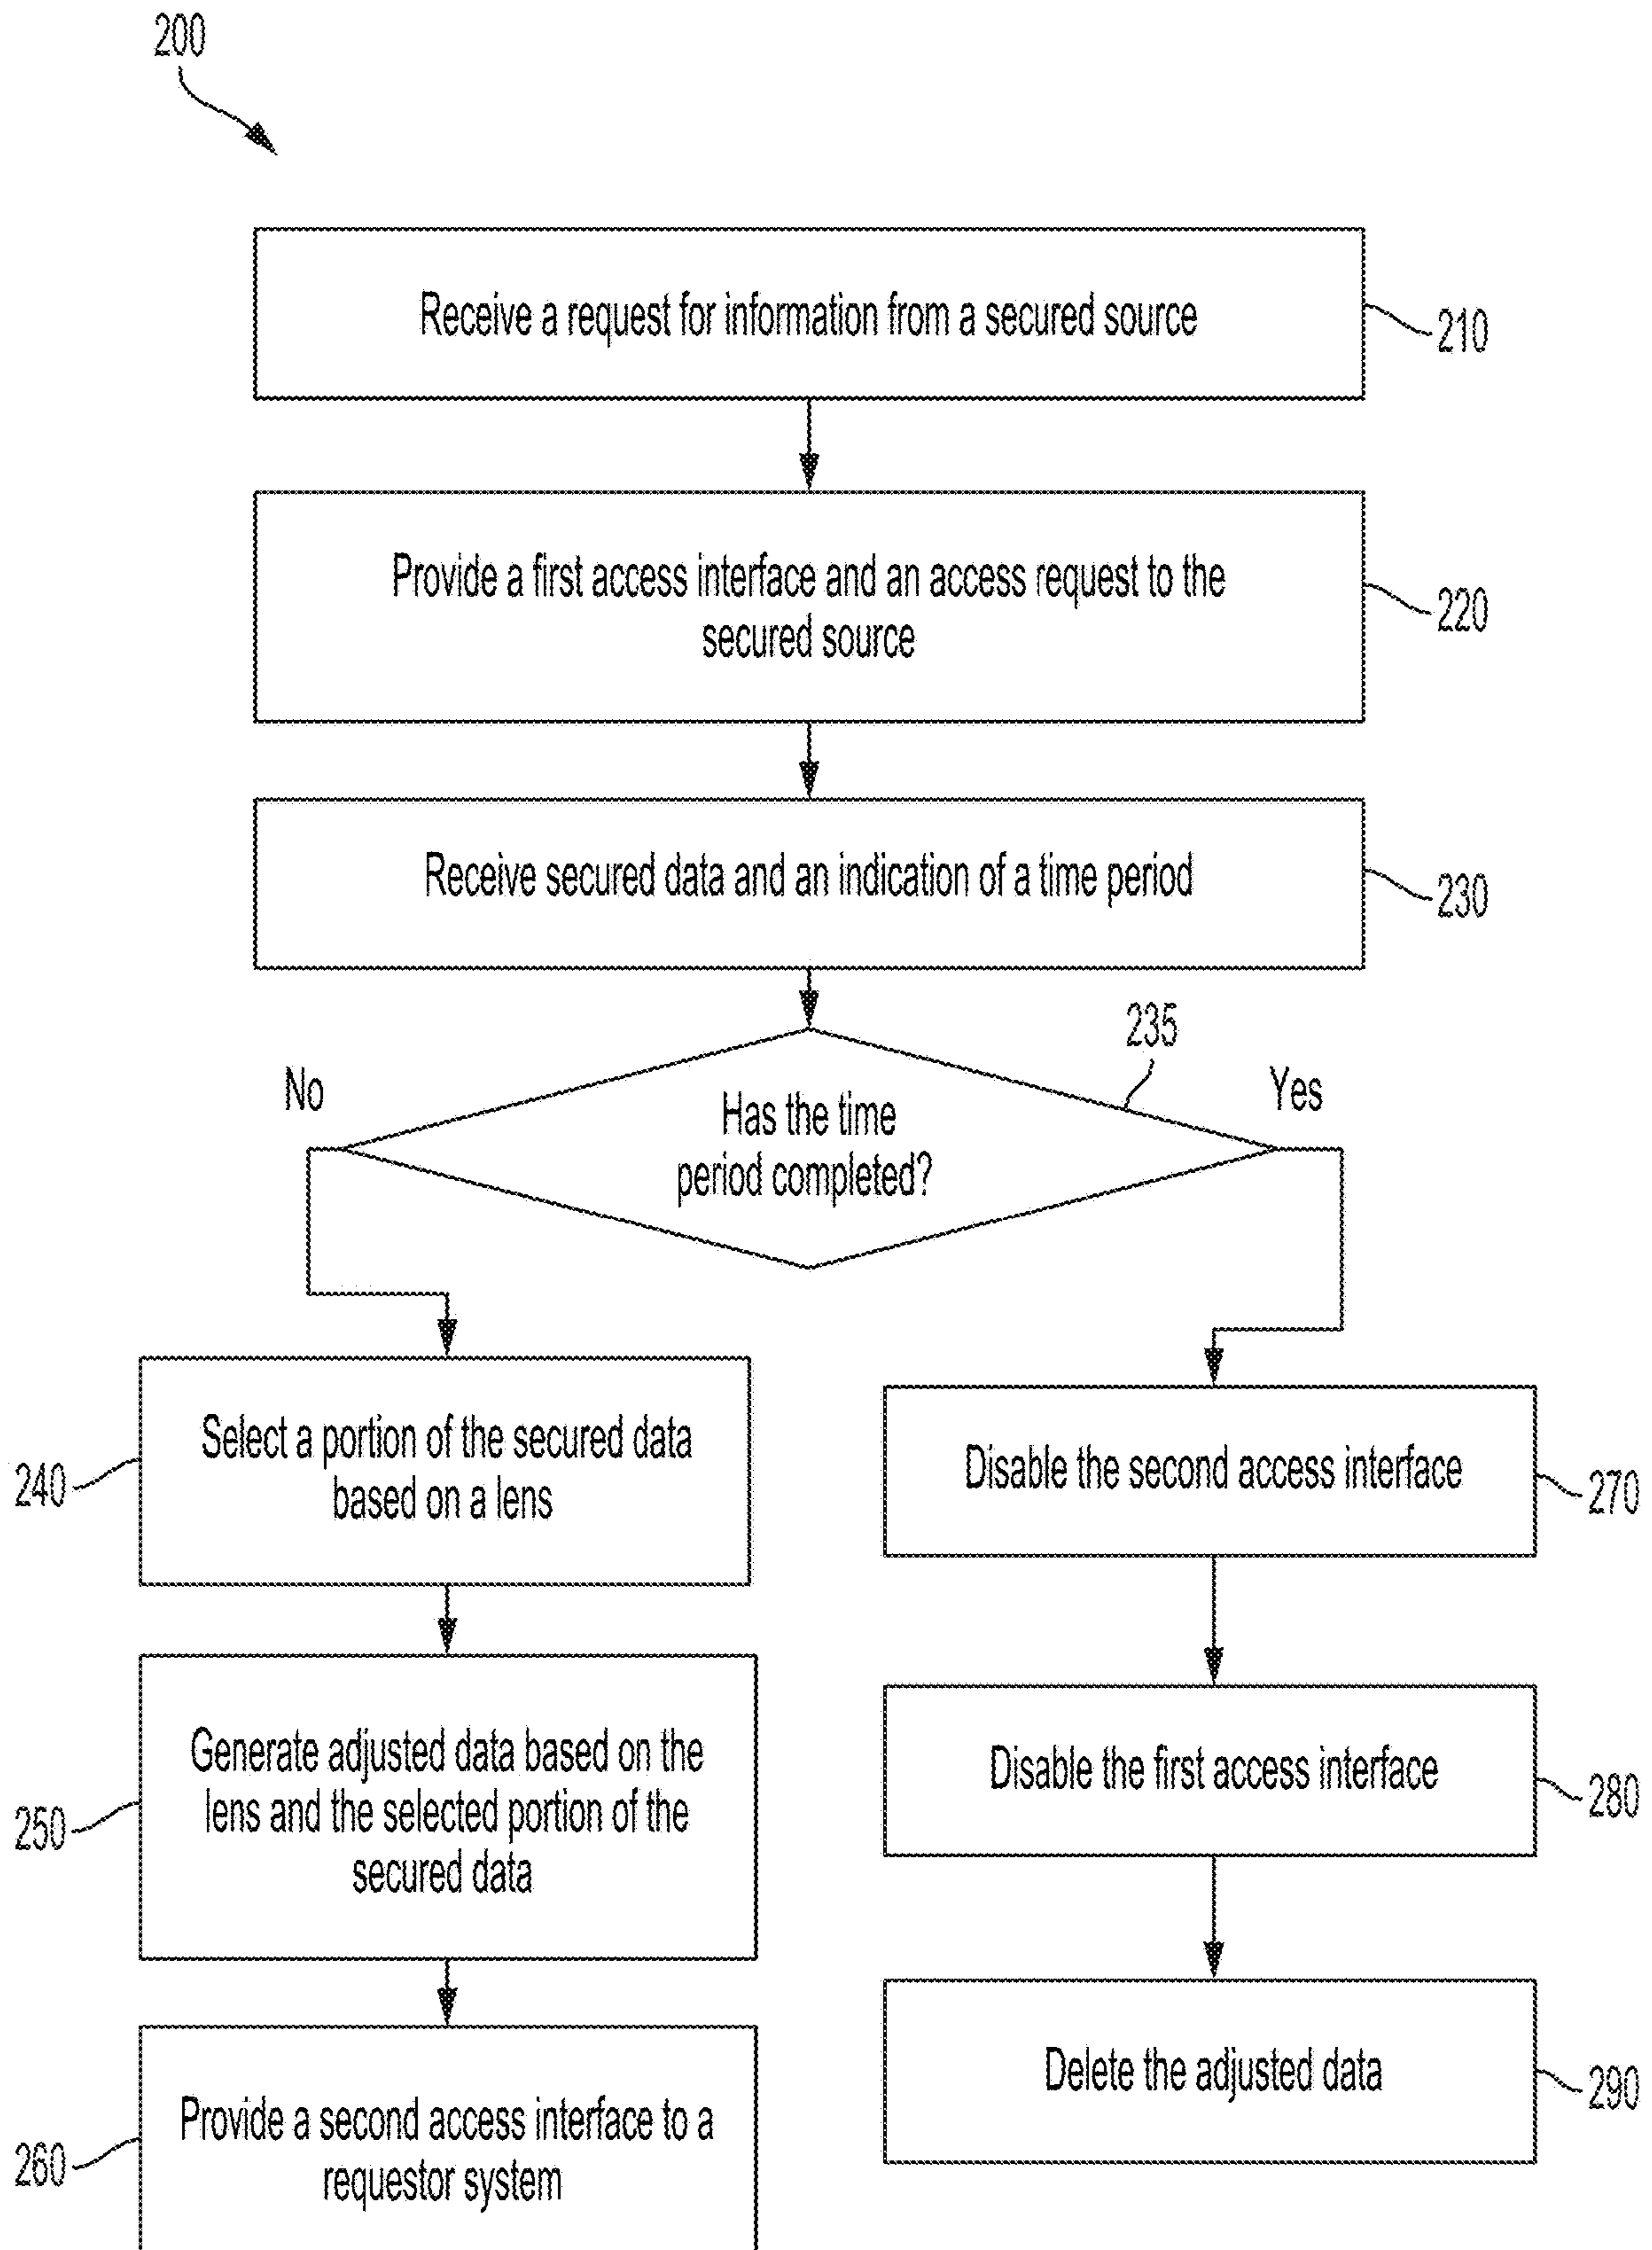 200
Receive a request for information from a secured source
210
Provide a first access interface and an access request to the
secured source
220
Receive secured data and an indication of a time period
230
235
No
Yes
Has the time
period completed?
Select a portion of the secured data
based on a lens
240
Disable the second access interface
270
Generate adjusted data based on the
lens and the selected portion of the
secured data
250
Disable the first access interface
280
Provide a second access interface to a
requestor system
260
Delete the adjusted data
290